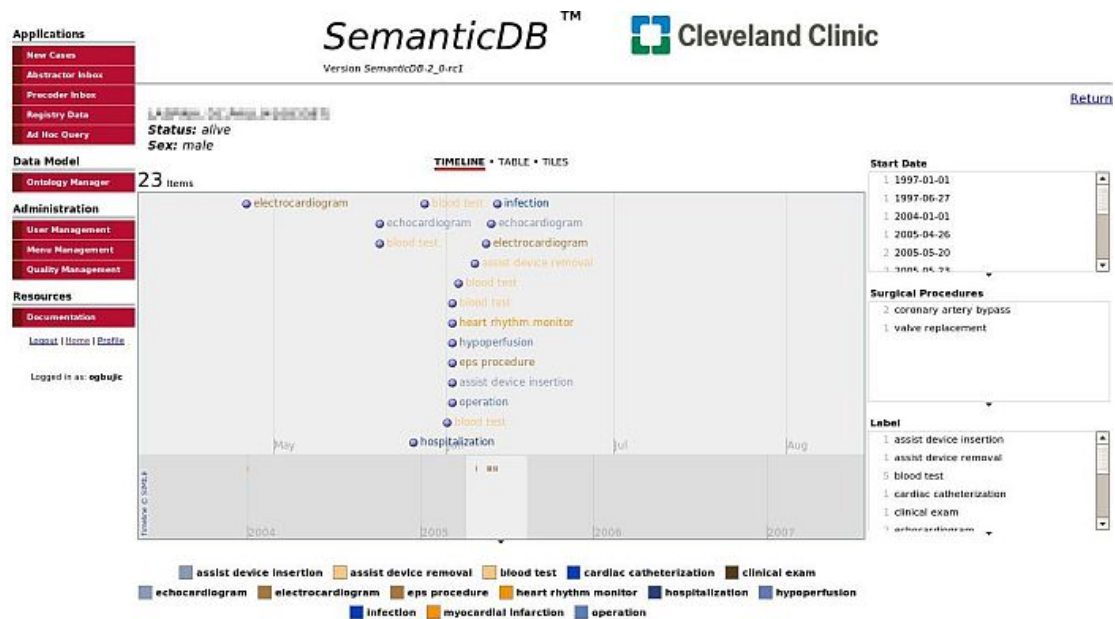 SemanticDB ™
Cleveland Clinic
Version SemanticDB-2_0-rc1
Applications
New Cases
Abstractor Inbox
Precoder Inbox
Registry Data
Ad Hoc Query
Data Model
Ontology Manager
Administration
User Management
Menu Management
Quality Management
Resources
Documentation
Logout | Home | Profile
Logged in as: ogbujic
Return
Status: alive
Sex: male
TIMELINE • TABLE • TILES
23 Items
electrocardiogram
blood test
infection
echocardiogram
echocardiogram
blood test
electrocardiogram
assist device removal
blood test
blood test
heart rhythm monitor
hypoperfusion
eps procedure
assist device insertion
operation
blood test
hospitalization
May
Jul
Aug
Timeline © SIMILE
2004
2005
2006
2007
Start Date
1 1997-01-01
1 1997-06-27
1 2004-01-01
1 2005-04-26
2 2005-05-20
2 2005-05-23
Surgical Procedures
2 coronary artery bypass
1 valve replacement
Label
1 assist device insertion
1 assist device removal
5 blood test
1 cardiac catheterization
1 clinical exam
2 echocardiogram
assist device insertion assist device removal blood test cardiac catheterization clinical exam
echocardiogram electrocardiogram eps procedure heart rhythm monitor hospitalization hypoperfusion
infection myocardial infarction operation